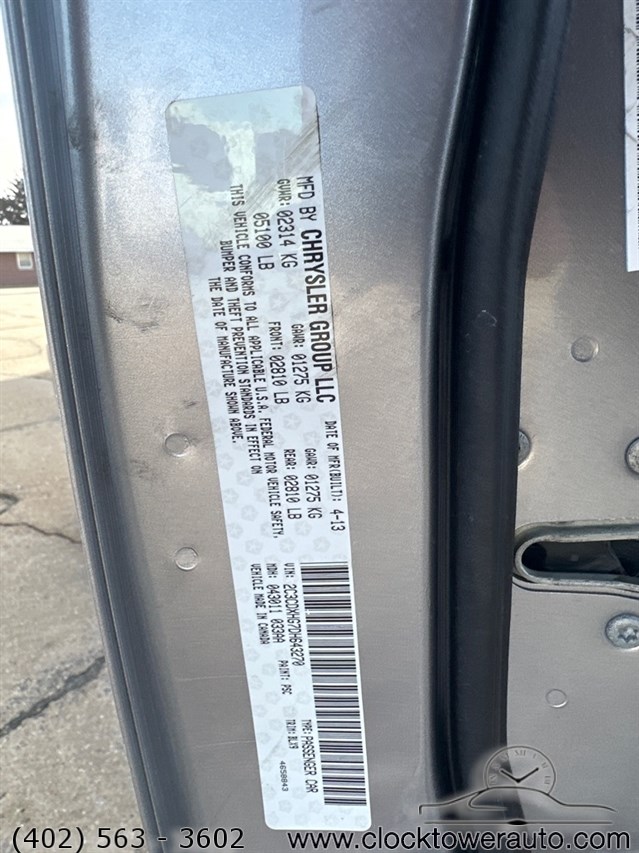 MFD BY CHRYSLER GROUP LLC
DATE OF MFR(BUILT): 4-13
GVWR: 02314 KG GAWR: 01275 KG GAWR: 01275 KG
05100 LB FRONT: 02810 LB REAR: 02810 LB
THIS VEHICLE CONFORMS TO ALL APPLICABLE U.S.A. FEDERAL MOTOR VEHICLE SAFETY,
BUMPER AND THEFT PREVENTION STANDARDS IN EFFECT ON
THE DATE OF MANUFACTURE SHOWN ABOVE.
VIN: 2C3CDXHG7DH643270 TYPE: PASSENGER CAR
MDH: 043011 033AA PAINT: PSC TRIM: BLX9
VEHICLE MADE IN CANADA 4658043
(402) 563 - 3602 www.clocktowerauto.com